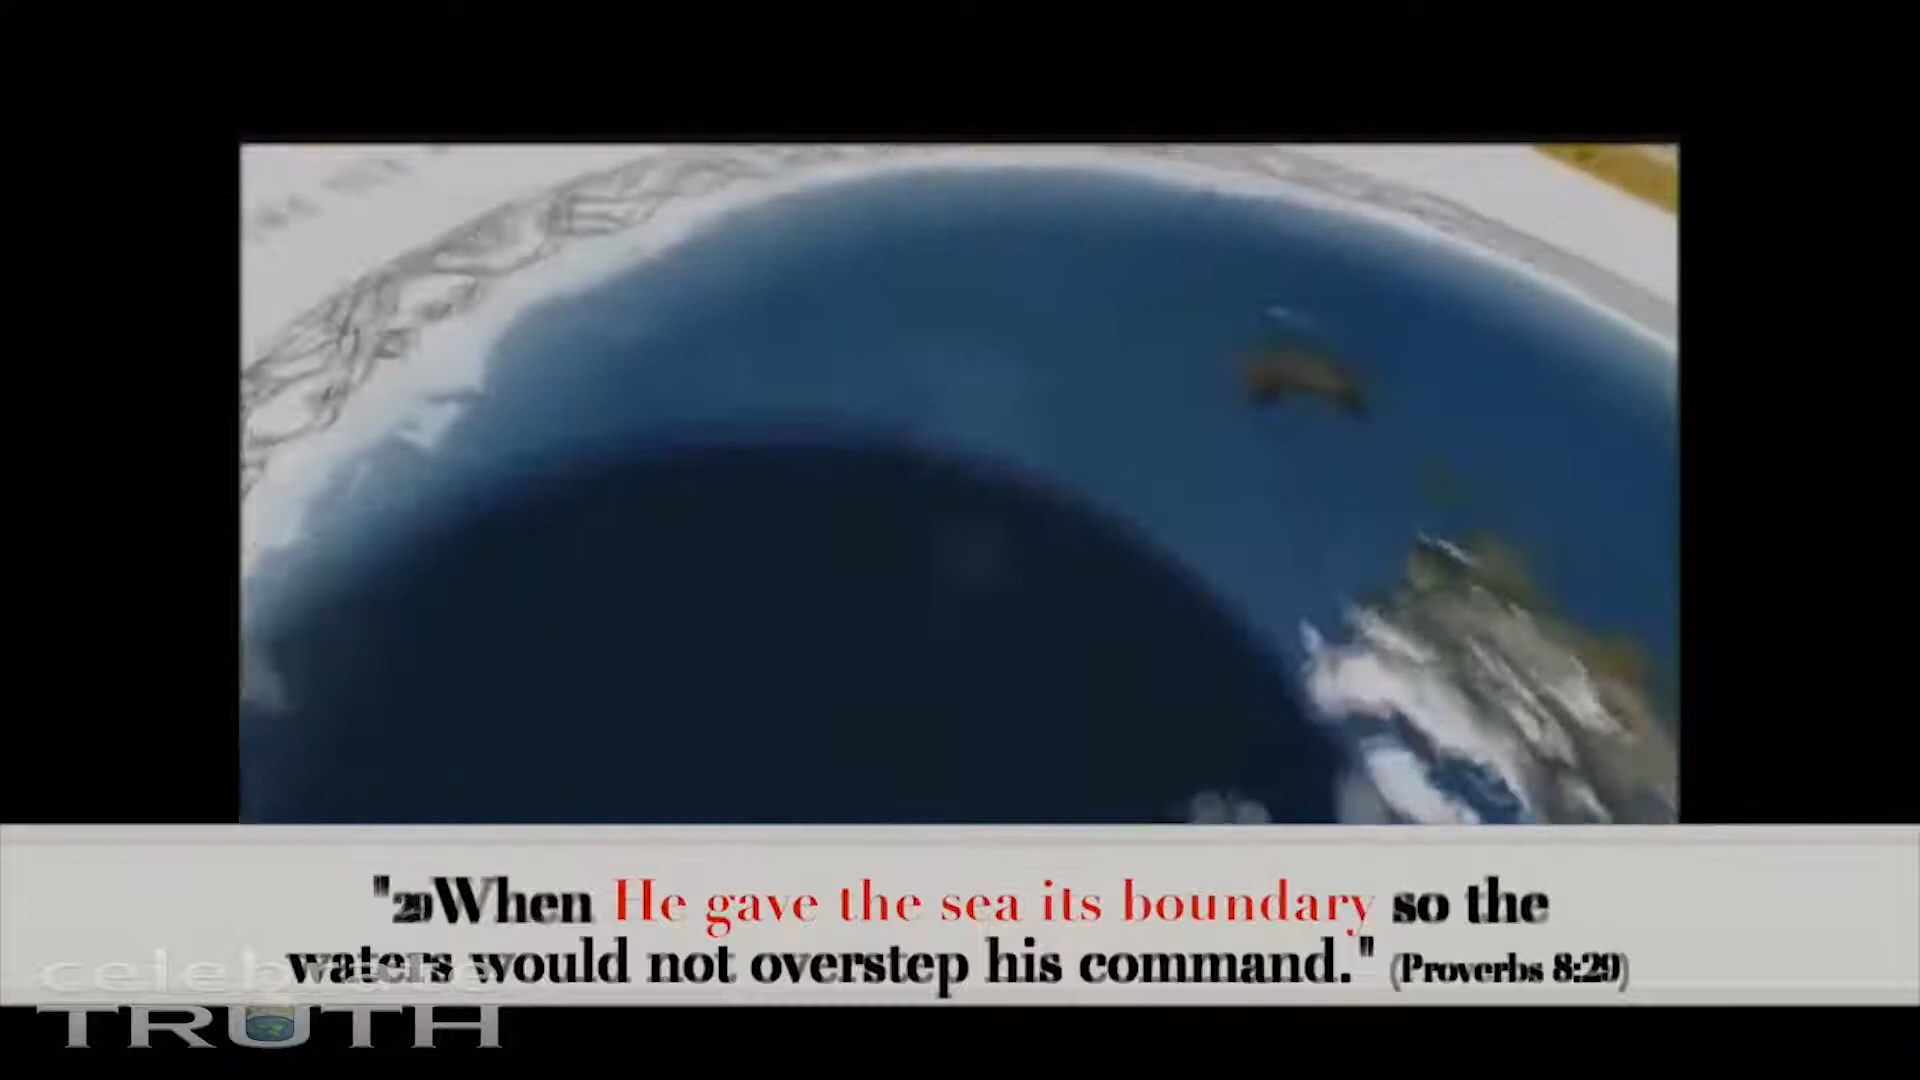 "29When He gave the sea its boundary so the
waters would not overstep his command." (Proverbs 8:29)
celebrate
TRUTH